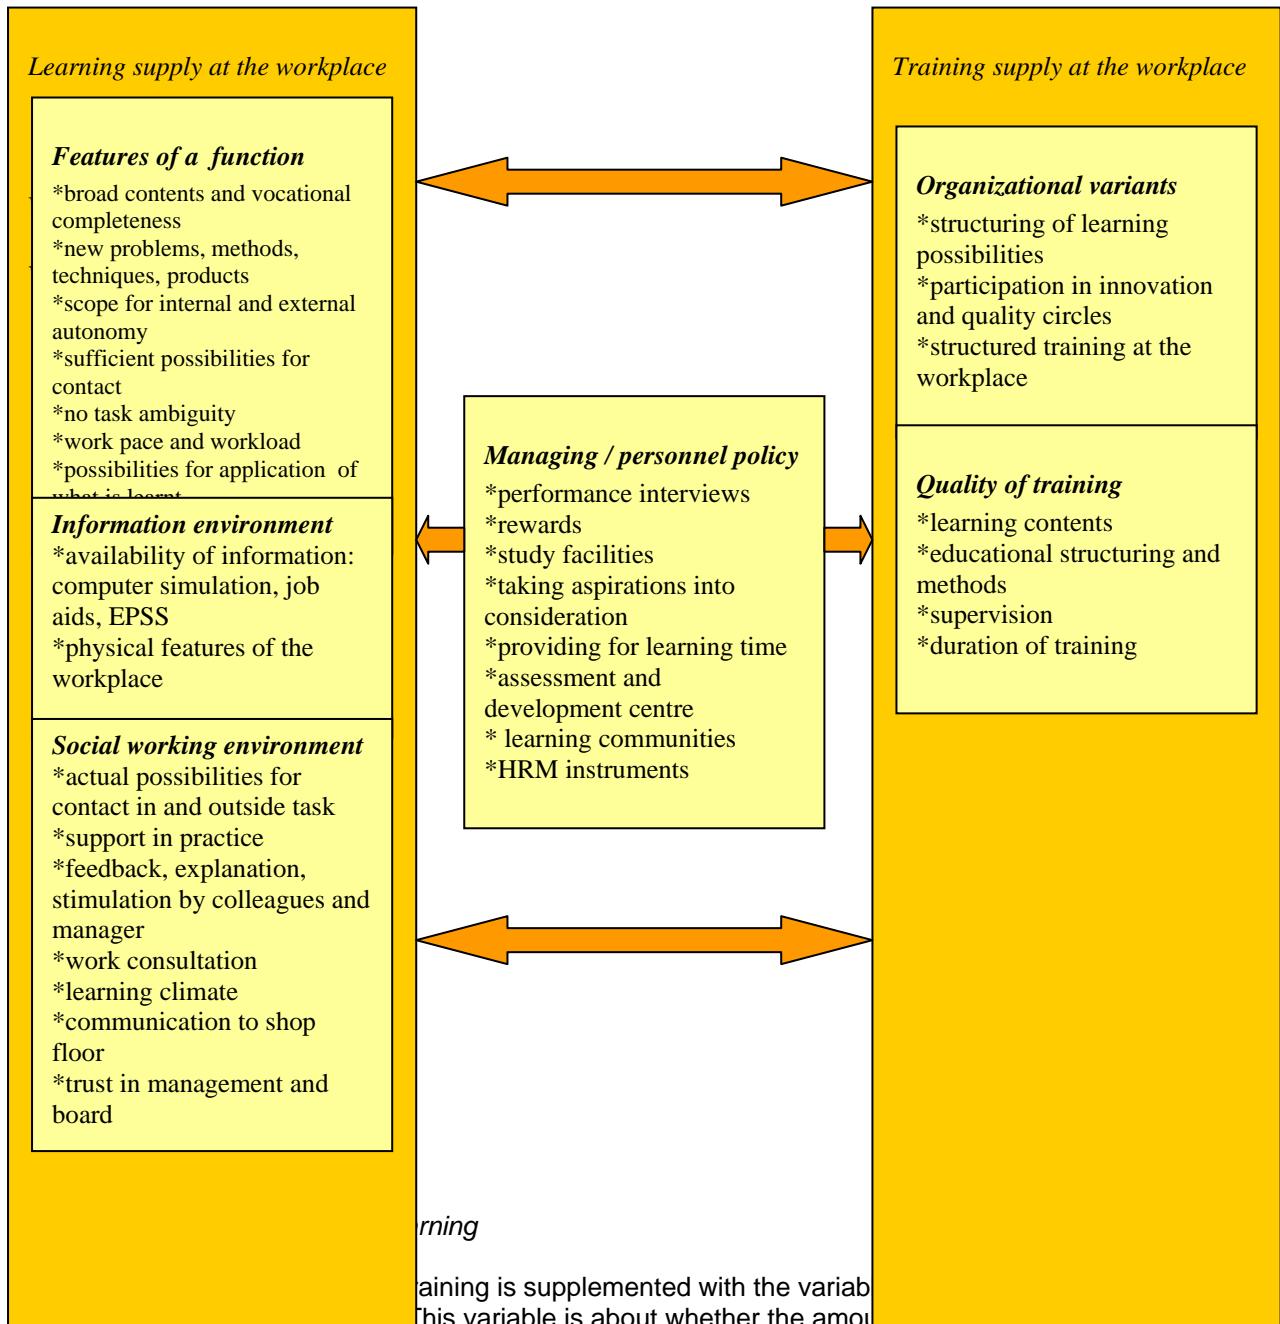 Learning supply at the workplace
Features of a function
*broad contents and vocational
completeness
*new problems, methods,
techniques, products
*scope for internal and external
autonomy
*sufficient possibilities for
contact
*no task ambiguity
*work pace and workload
*possibilities for application of
what is learnt
Information environment
*availability of information:
computer simulation, job
aids, EPSS
*physical features of the
workplace
Social working environment
*actual possibilities for
contact in and outside task
*support in practice
*feedback, explanation,
stimulation by colleagues and
manager
*work consultation
*learning climate
*communication to shop
floor
*trust in management and
board
Managing / personnel policy
*performance interviews
*rewards
*study facilities
*taking aspirations into
consideration
*providing for learning time
*assessment and
development centre
* learning communities
*HRM instruments
Training supply at the workplace
Organizational variants
*structuring of learning
possibilities
*participation in innovation
and quality circles
*structured training at the
workplace
Quality of training
*learning contents
*educational structuring and
methods
*supervision
*duration of training
rning
raining is supplemented with the variab
This variable is about whether the amou